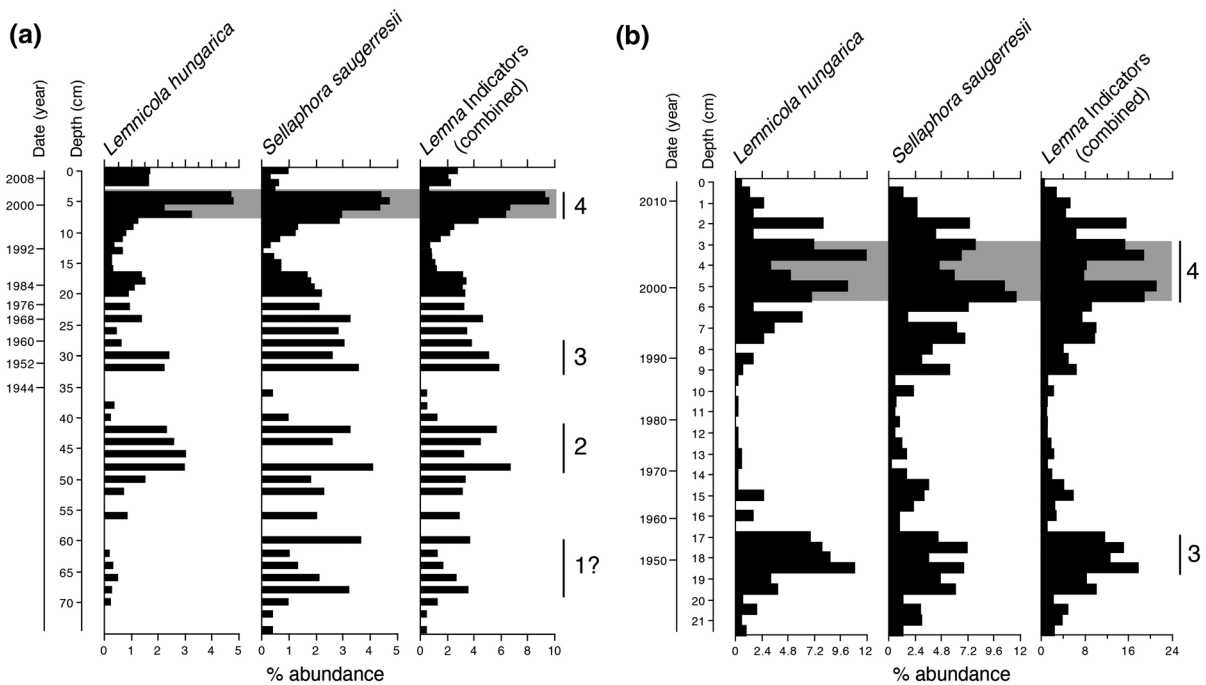 (a)
Date (year)
Depth (cm)
Lemnicola hungarica
Sellaphora saugerresii
Lemna Indicators
(combined)
2008
2000
1992
1984
1976
1968
1960
1952
1944
0
5
10
15
20
25
30
35
40
45
50
55
60
65
70
4
3
2
1?
0 1 2 3 4 5
0 1 2 3 4 5
0 2 4 6 8 10
% abundance
(b)
Date (year)
Depth (cm)
Lemnicola hungarica
Sellaphora saugerresii
Lemna Indicators
(combined)
2010
2000
1990
1980
1970
1960
1950
0
1
2
3
4
5
6
7
8
9
10
11
12
13
14
15
16
17
18
19
20
21
4
3
0 2.4 4.8 7.2 9.6 12
0 2.4 4.8 7.2 9.6 12
0 8 16 24
% abundance